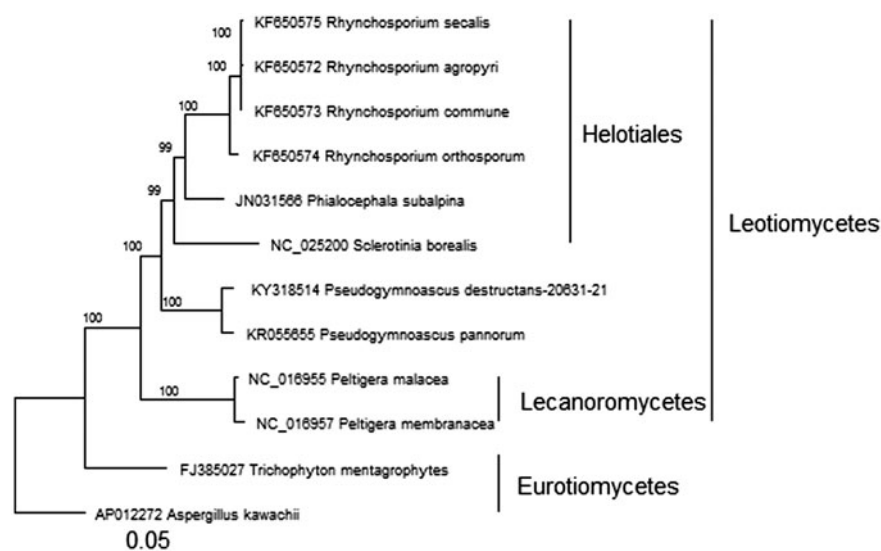 100
KF650575 Rhynchosporium secalis
100
KF650572 Rhynchosporium agropyri
100
KF650573 Rhynchosporium commune
Helotiales
99
KF650574 Rhynchosporium orthosporum
99
JN031566 Phialocephala subalpina
Leotiomycetes
100
NC_025200 Sclerotinia borealis
KY318514 Pseudogymnoascus destructans-20631-21
100
100
KR055655 Pseudogymnoascus pannorum
100
NC_016955 Peltigera malacea
Lecanoromycetes
NC_016957 Peltigera membranacea
FJ385027 Trichophyton mentagrophytes
Eurotiomycetes
AP012272 Aspergillus kawachii
0.05